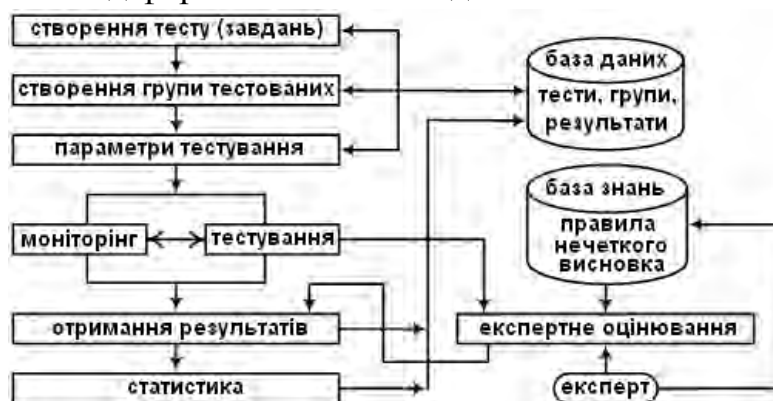 створення тесту (завдань)
створення групи тестованих
параметри тестування
моніторінг
тестування
отримання результатів
статистика
база даних
тести, групи,
результати
база знань
правила
нечеткого
висновка
експертне оцінювання
експерт